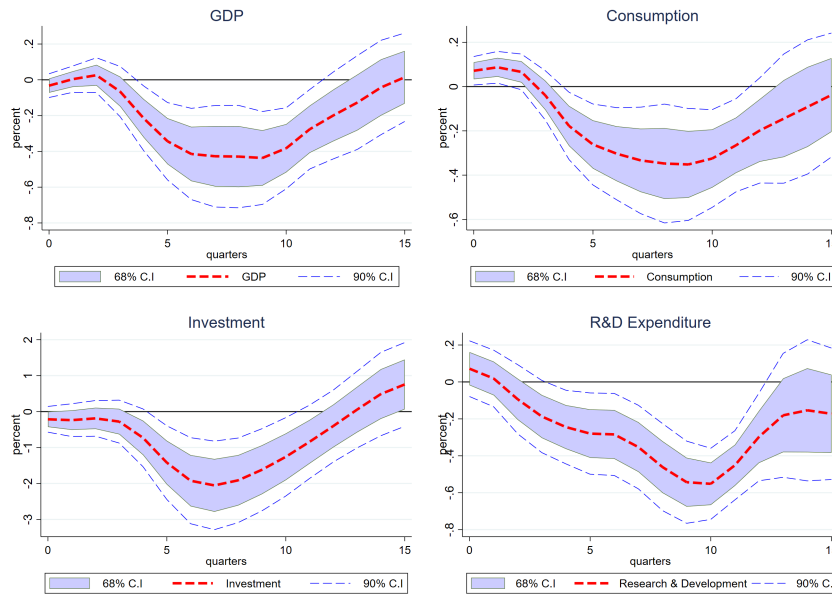 GDP
.2
0
-.2
-.4
-.6
-.8
percent
0
5
10
15
quarters
68% C.I
GDP
90% C.I
Consumption
.2
0
-.2
-.4
-.6
percent
0
5
10
1
quarters
68% C.I
Consumption
90% C.I
Investment
2
1
0
-1
-2
-3
percent
0
5
10
15
quarters
68% C.I
Investment
90% C.I
R&D Expenditure
.2
0
-.2
-.4
-.6
-.8
percent
0
5
10
1
quarters
68% C.I
Research & Development
90% C.